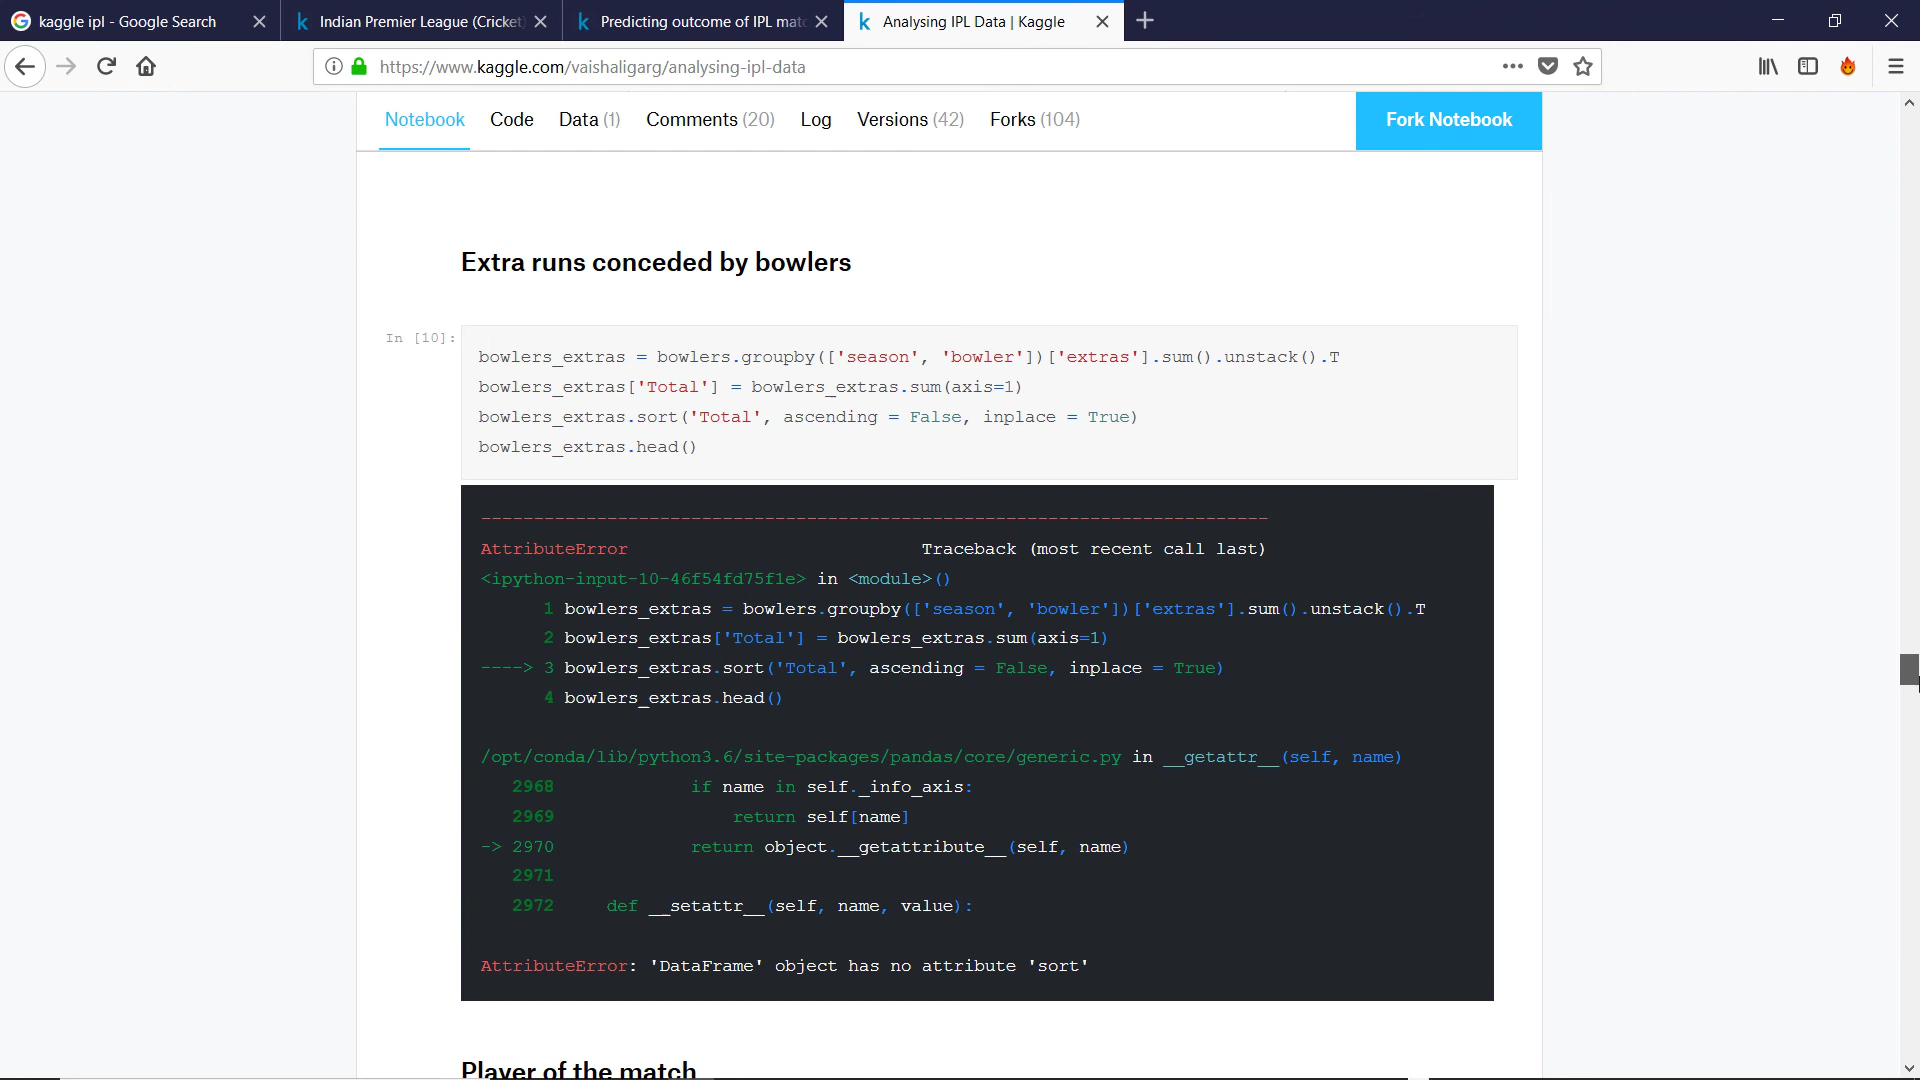 kaggle ipl - Google Search
Indian Premier League (Cricket)
Predicting outcome of IPL mat
Analysing IPL Data | Kaggle
https://www.kaggle.com/vaishaligarg/analysing-ipl-data
Notebook Code Data (1) Comments (20) Log Versions (42) Forks (104) Fork Notebook
Extra runs conceded by bowlers
In [10]:
bowlers_extras = bowlers.groupby(['season', 'bowler'])['extras'].sum().unstack().T
bowlers_extras['Total'] = bowlers_extras.sum(axis=1)
bowlers_extras.sort('Total', ascending = False, inplace = True)
bowlers_extras.head()
---------------------------------------------------------------------------
AttributeError Traceback (most recent call last)
<ipython-input-10-46f54fd75f1e> in <module>()
1 bowlers_extras = bowlers.groupby(['season', 'bowler'])['extras'].sum().unstack().T
2 bowlers_extras['Total'] = bowlers_extras.sum(axis=1)
----> 3 bowlers_extras.sort('Total', ascending = False, inplace = True)
4 bowlers_extras.head()
/opt/conda/lib/python3.6/site-packages/pandas/core/generic.py in __getattr__(self, name)
2968 if name in self._info_axis:
2969 return self[name]
-> 2970 return object.__getattribute__(self, name)
2971
2972 def __setattr__(self, name, value):
AttributeError: 'DataFrame' object has no attribute 'sort'
Player of the match